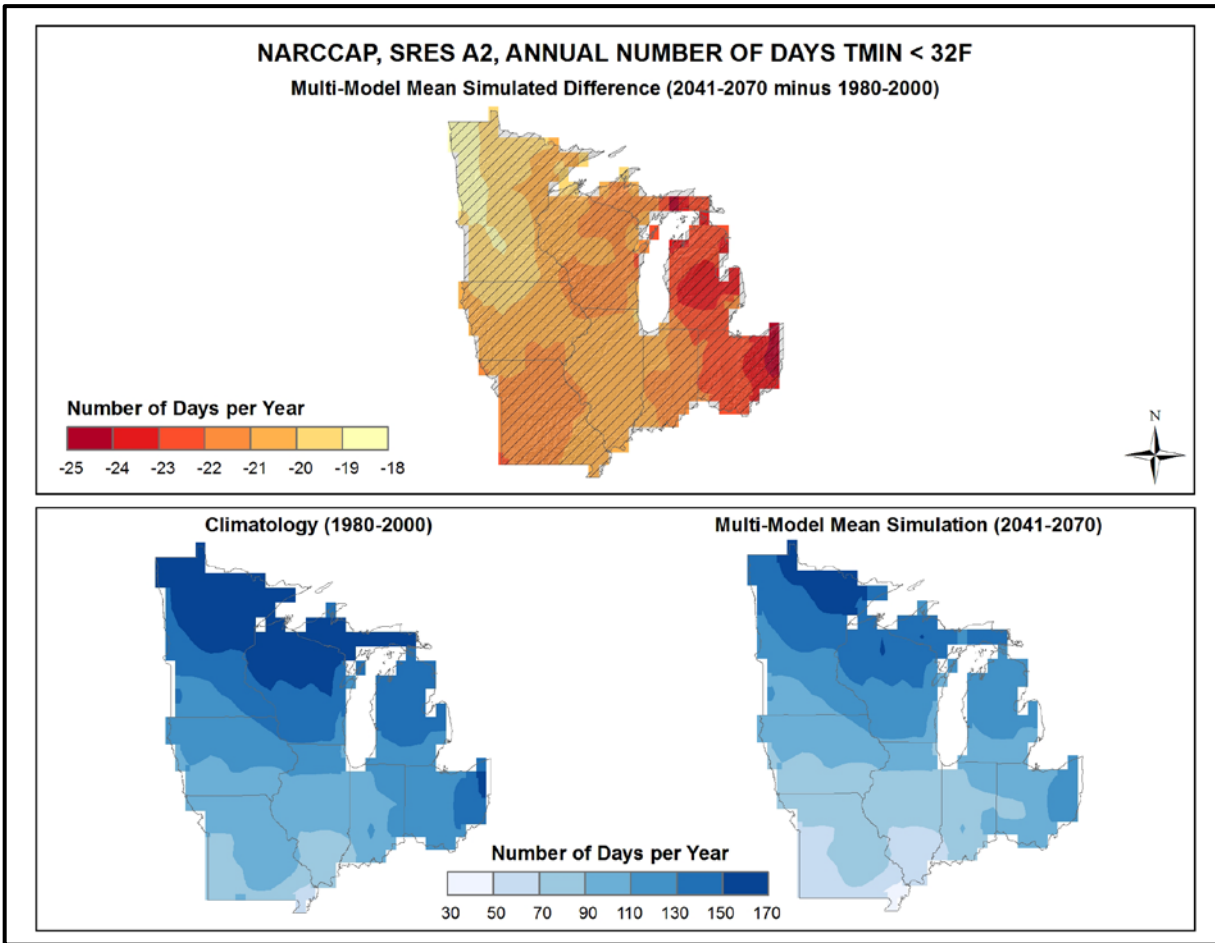 NARCCAP, SRES A2, ANNUAL NUMBER OF DAYS TMIN < 32F
Multi-Model Mean Simulated Difference (2041-2070 minus 1980-2000)
Number of Days per Year
-25 -24 -23 -22 -21 -20 -19 -18
N
Climatology (1980-2000)
Multi-Model Mean Simulation (2041-2070)
Number of Days per Year
30 50 70 90 110 130 150 170